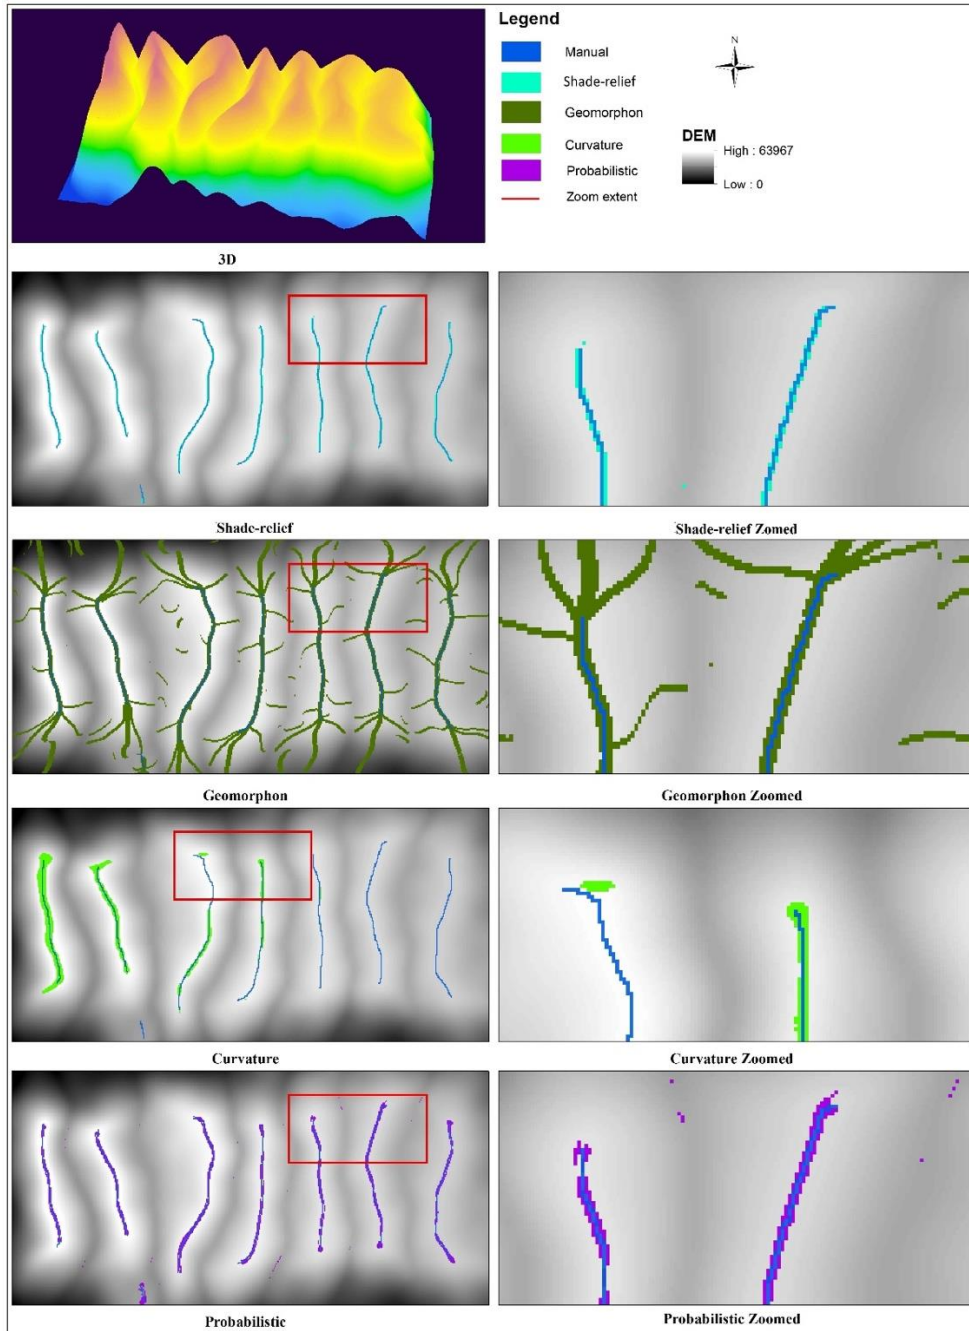 Legend
Manual
Shade-relief
Geomorphon
Curvature
Probabilistic
Zoom extent
N
DEM
High : 63967
Low : 0
3D
Shade-relief
Shade-relief Zomed
Geomorphon
Geomorphon Zoomed
Curvature
Curvature Zoomed
Probabilistic
Probabilistic Zoomed